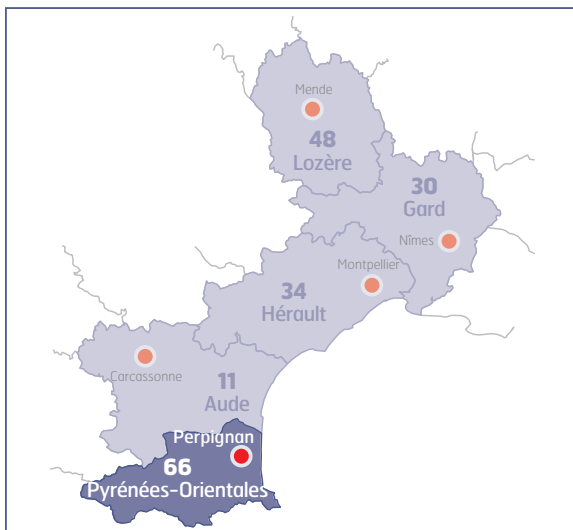 Mende
48
Lozère
30
Gard
Nîmes
Montpellier
34
Hérault
Carcassonne
11
Aude
Perpignan
66
Pyrénées-Orientales